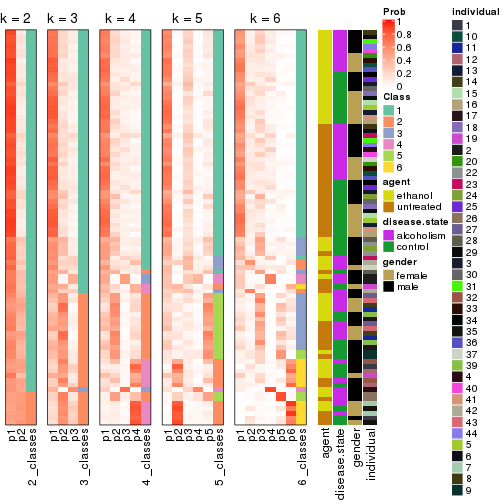 k = 2 k = 3 k = 4 k = 5 k = 6
p1
p2
2_classes
p1
p2
p3
3_classes
p1
p2
p3
p4
4_classes
p1
p2
p3
p4
p5
5_classes
p1
p2
p3
p4
p5
p6
6_classes
agent
disease.state
gender
individual
Prob
1
0.8
0.6
0.4
0.2
0
Class
1
2
3
4
5
6
agent
ethanol
untreated
disease.state
alcoholism
control
gender
female
male
individual
1
10
11
12
13
14
15
16
17
18
19
2
20
22
23
24
25
26
27
28
29
3
30
31
32
33
34
35
36
37
39
4
40
41
42
43
44
5
6
7
8
9